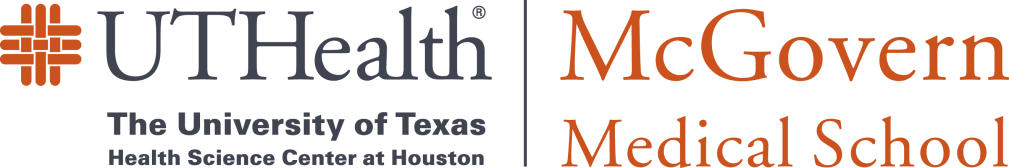 UTHealth®
The University of Texas
Health Science Center at Houston
McGovern
Medical School